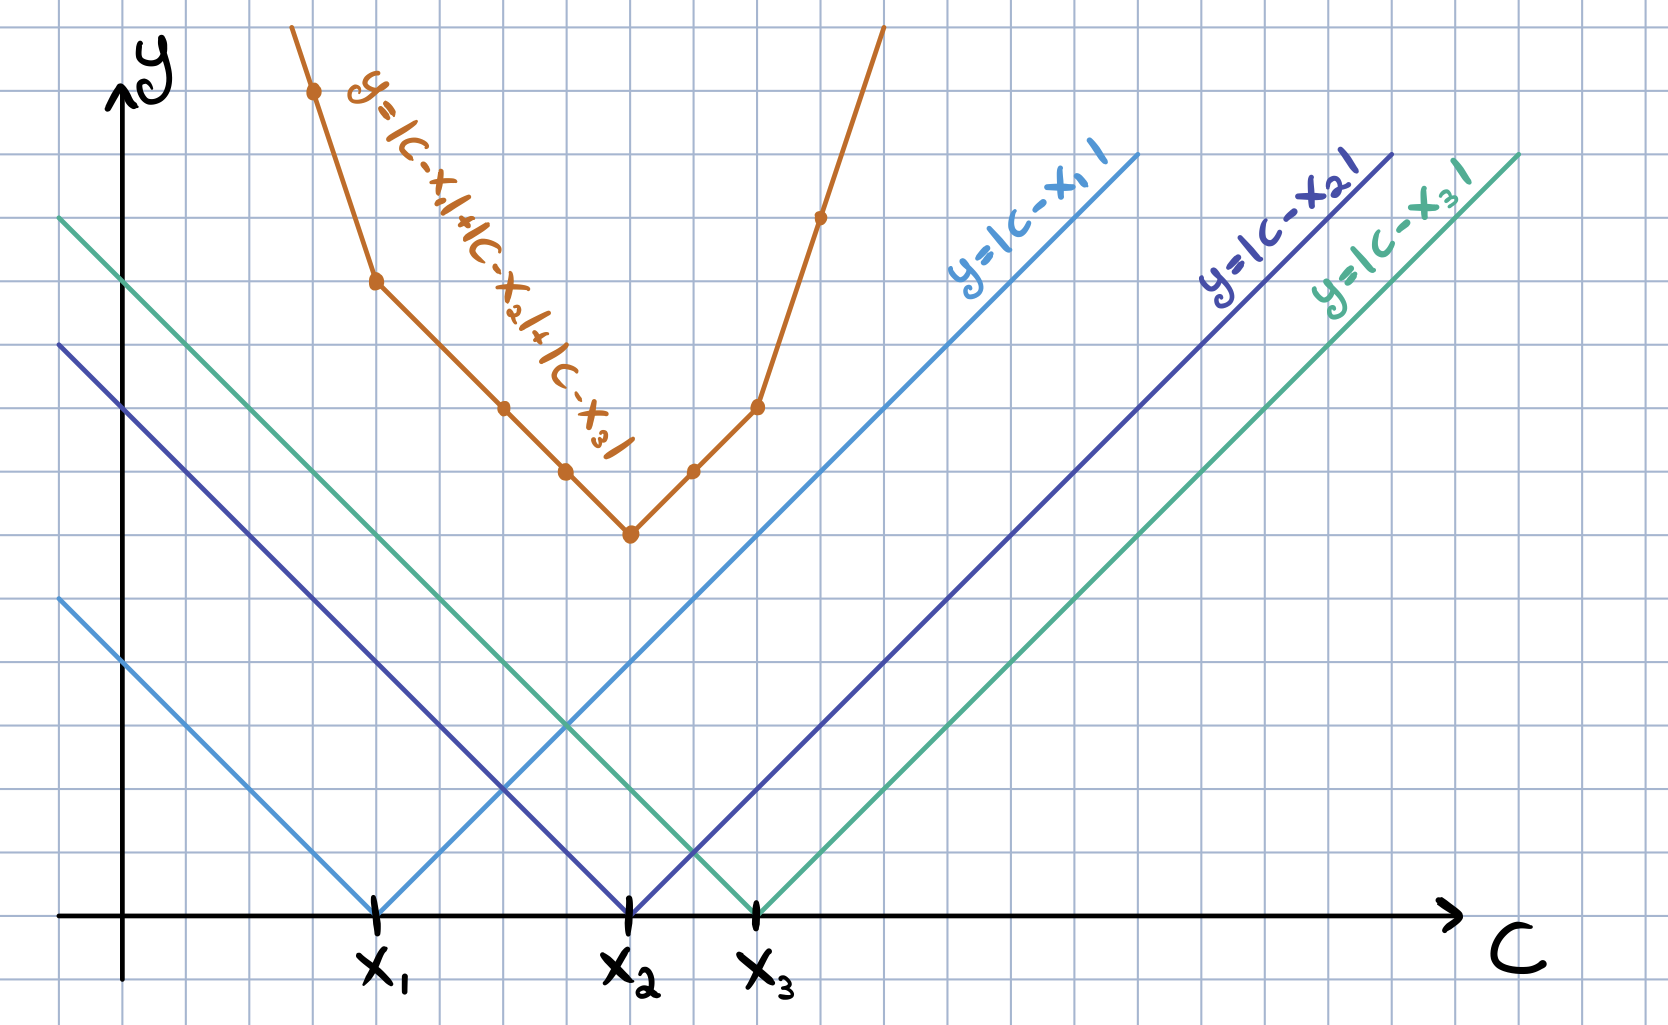 y
y=|c-x₁|+|c-x₂|+|c-x₃|
y=|c-x₁|
y=|c-x₂|
y=|c-x₃|
x₁
x₂
x₃
C